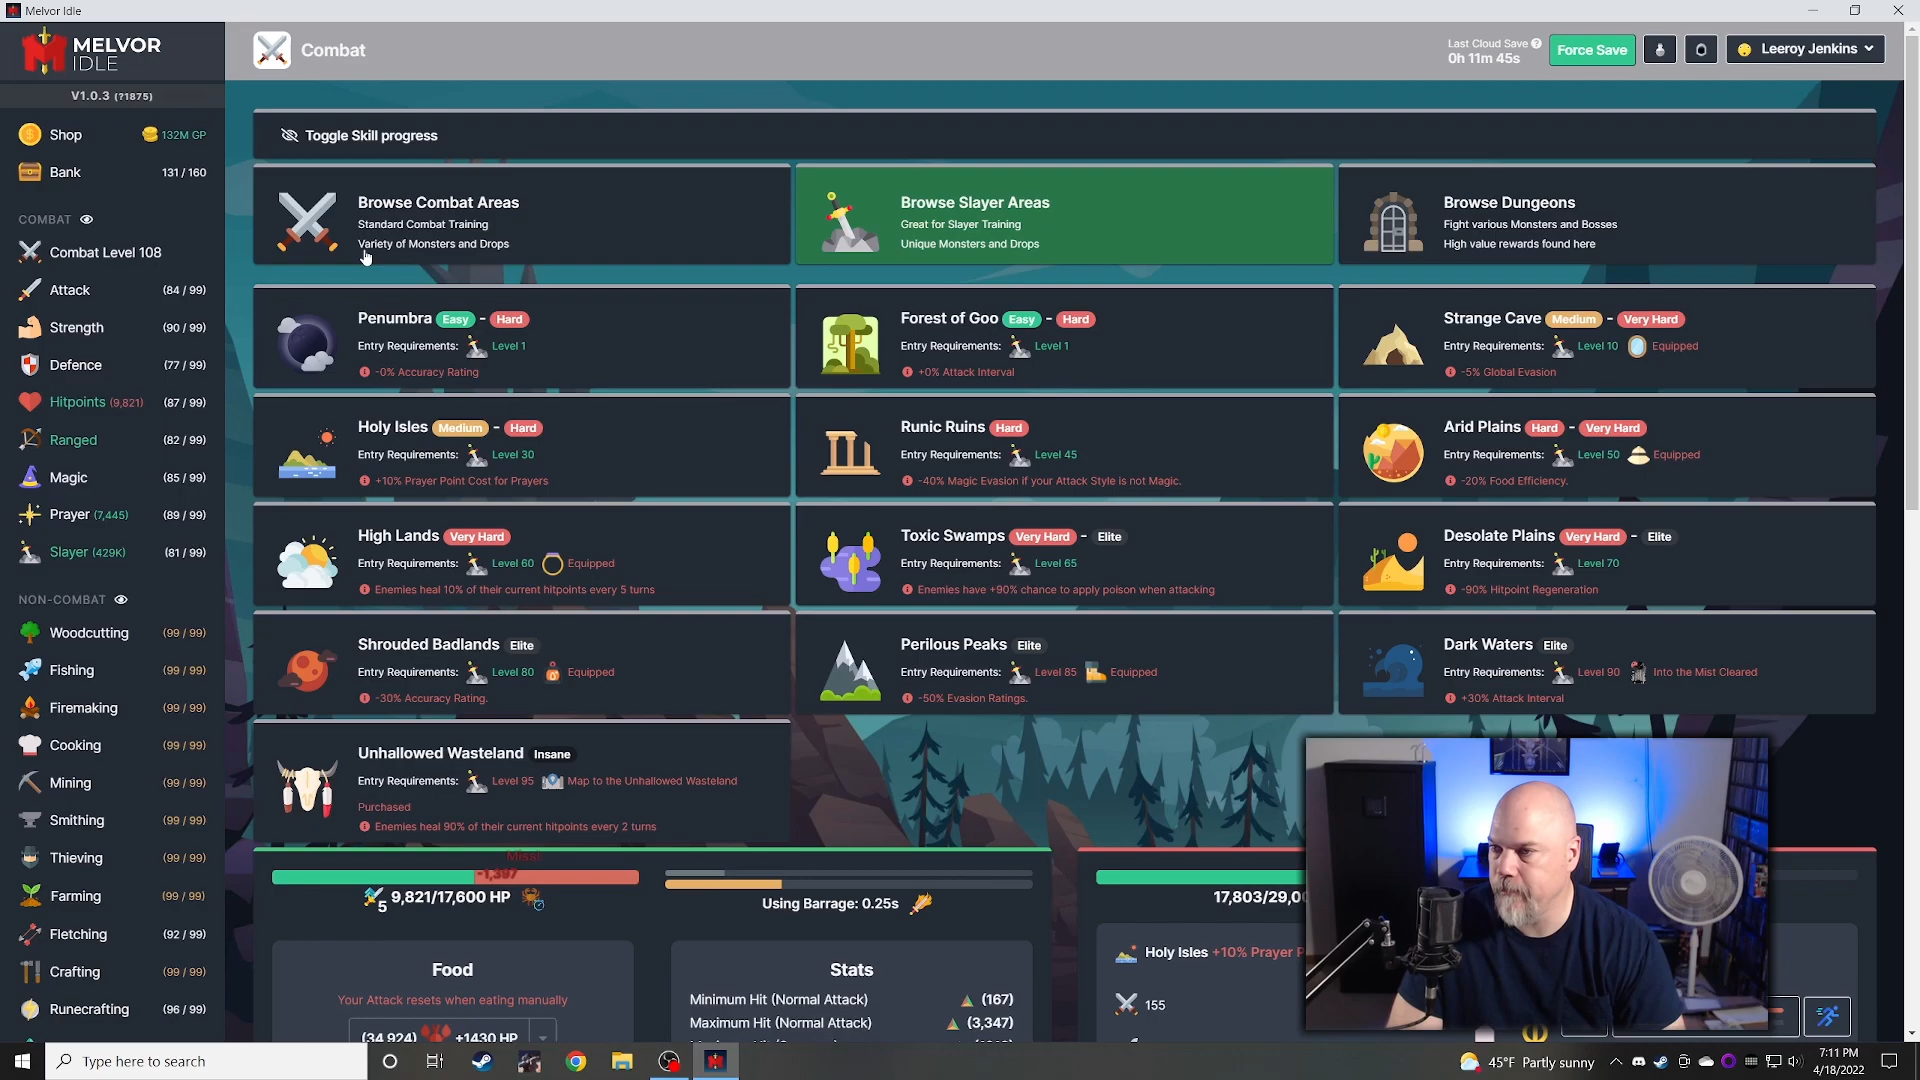 Melvor Idle
MELVOR
IDLE
V1.0.3 (?1875)
Shop 132M GP
Bank 131 / 160
COMBAT
Combat Level 108
Attack (84 / 99)
Strength (90 / 99)
Defence (77 / 99)
Hitpoints (9,821) (87 / 99)
Ranged (82 / 99)
Magic (85 / 99)
Prayer (7,445) (89 / 99)
Slayer (429K) (81 / 99)
NON-COMBAT
Woodcutting (99 / 99)
Fishing (99 / 99)
Firemaking (99 / 99)
Cooking (99 / 99)
Mining (99 / 99)
Smithing (99 / 99)
Thieving (99 / 99)
Farming (99 / 99)
Fletching (92 / 99)
Crafting (99 / 99)
Runecrafting (96 / 99)
Combat
Last Cloud Save
0h 11m 45s
Force Save
Leeroy Jenkins
Toggle Skill progress
Browse Combat Areas
Standard Combat Training
Variety of Monsters and Drops
Browse Slayer Areas
Great for Slayer Training
Unique Monsters and Drops
Browse Dungeons
Fight various Monsters and Bosses
High value rewards found here
Penumbra Easy - Hard
Entry Requirements: Level 1
-0% Accuracy Rating
Forest of Goo Easy - Hard
Entry Requirements: Level 1
+0% Attack Interval
Strange Cave Medium - Very Hard
Entry Requirements: Level 10 Equipped
-5% Global Evasion
Holy Isles Medium - Hard
Entry Requirements: Level 30
+10% Prayer Point Cost for Prayers
Runic Ruins Hard
Entry Requirements: Level 45
-40% Magic Evasion if your Attack Style is not Magic.
Arid Plains Hard - Very Hard
Entry Requirements: Level 50 Equipped
-20% Food Efficiency.
High Lands Very Hard
Entry Requirements: Level 60 Equipped
Enemies heal 10% of their current hitpoints every 5 turns
Toxic Swamps Very Hard - Elite
Entry Requirements: Level 65
Enemies have +90% chance to apply poison when attacking
Desolate Plains Very Hard - Elite
Entry Requirements: Level 70
-90% Hitpoint Regeneration
Shrouded Badlands Elite
Entry Requirements: Level 80 Equipped
-30% Accuracy Rating.
Perilous Peaks Elite
Entry Requirements: Level 85 Equipped
-50% Evasion Ratings.
Dark Waters Elite
Entry Requirements: Level 90 Into the Mist Cleared
+30% Attack Interval
Unhallowed Wasteland Insane
Entry Requirements: Level 95 Map to the Unhallowed Wasteland
Purchased
Enemies heal 90% of their current hitpoints every 2 turns
Miss!
-1,397
5 9,821/17,600 HP
Using Barrage: 0.25s
17,803/29,00
Food
Your Attack resets when eating manually
(34,924) +1430 HP
Stats
Minimum Hit (Normal Attack) (167)
Maximum Hit (Normal Attack) (3,347)
Holy Isles +10% Prayer P
155
Type here to search
45°F Partly sunny
7:11 PM
4/18/2022